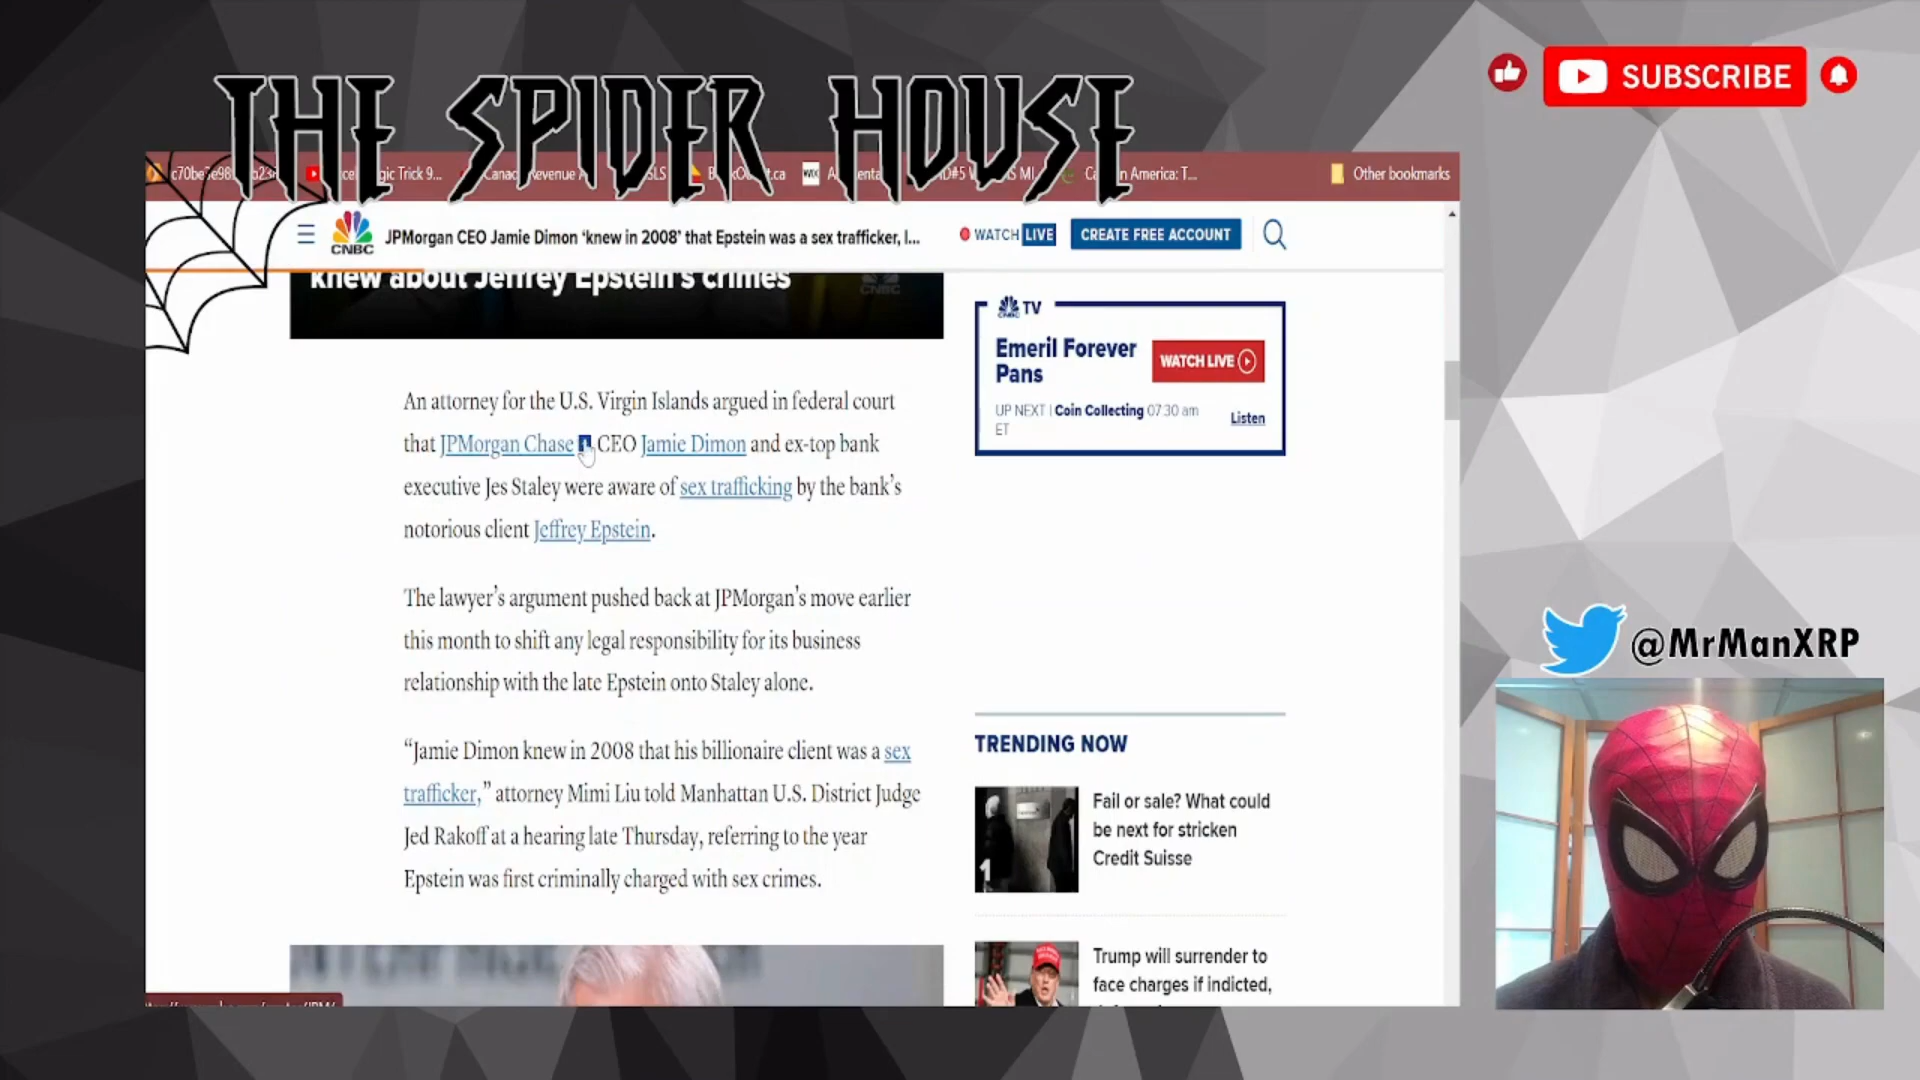 THE SPIDER HOUSE
SUBSCRIBE
gic Trick 9...
Other bookmarks
CNBC
JPMorgan CEO Jamie Dimon ‘knew in 2008’ that Epstein was a sex trafficker, l...
WATCH LIVE
CREATE FREE ACCOUNT
knew about Jeffrey Epstein’s crimes
CNBC
An attorney for the U.S. Virgin Islands argued in federal court
that JPMorgan Chase CEO Jamie Dimon and ex-top bank
executive Jes Staley were aware of sex trafficking by the bank’s
notorious client Jeffrey Epstein.
The lawyer’s argument pushed back at JPMorgan’s move earlier
this month to shift any legal responsibility for its business
relationship with the late Epstein onto Staley alone.
“Jamie Dimon knew in 2008 that his billionaire client was a sex
trafficker,” attorney Mimi Liu told Manhattan U.S. District Judge
Jed Rakoff at a hearing late Thursday, referring to the year
Epstein was first criminally charged with sex crimes.
CNBC TV
Emeril Forever
Pans
WATCH LIVE
UP NEXT | Coin Collecting 07:30 am
ET
Listen
TRENDING NOW
1
Fail or sale? What could
be next for stricken
Credit Suisse
Trump will surrender to
face charges if indicted,
@MrManXRP